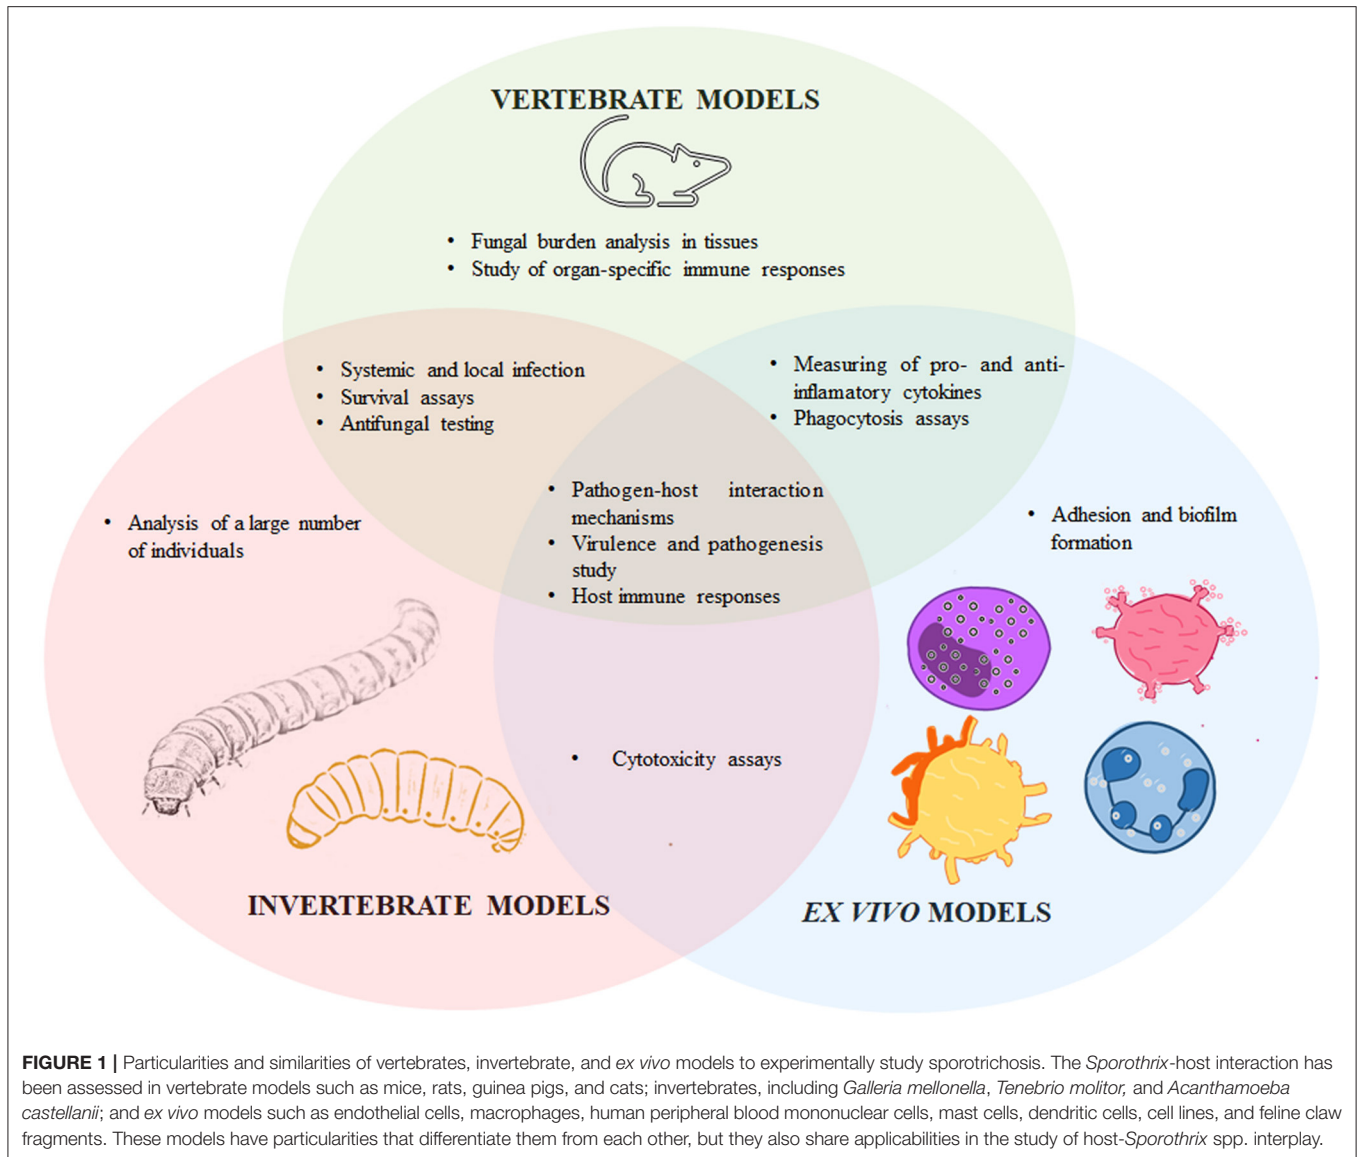 VERTEBRATE MODELS
• Fungal burden analysis in tissues
• Study of organ-specific immune responses
• Systemic and local infection
• Survival assays
• Antifungal testing
• Measuring of pro- and anti-
inflamatory cytokines
• Phagocytosis assays
• Pathogen-host interaction
mechanisms
• Virulence and pathogenesis
study
• Host immune responses
• Analysis of a large number
of individuals
• Adhesion and biofilm
formation
• Cytotoxicity assays
INVERTEBRATE MODELS
EX VIVO MODELS
FIGURE 1 | Particularities and similarities of vertebrates, invertebrate, and ex vivo models to experimentally study sporotrichosis. The Sporothrix-host interaction has
been assessed in vertebrate models such as mice, rats, guinea pigs, and cats; invertebrates, including Galleria mellonella, Tenebrio molitor, and Acanthamoeba
castellanii; and ex vivo models such as endothelial cells, macrophages, human peripheral blood mononuclear cells, mast cells, dendritic cells, cell lines, and feline claw
fragments. These models have particularities that differentiate them from each other, but they also share applicabilities in the study of host-Sporothrix spp. interplay.